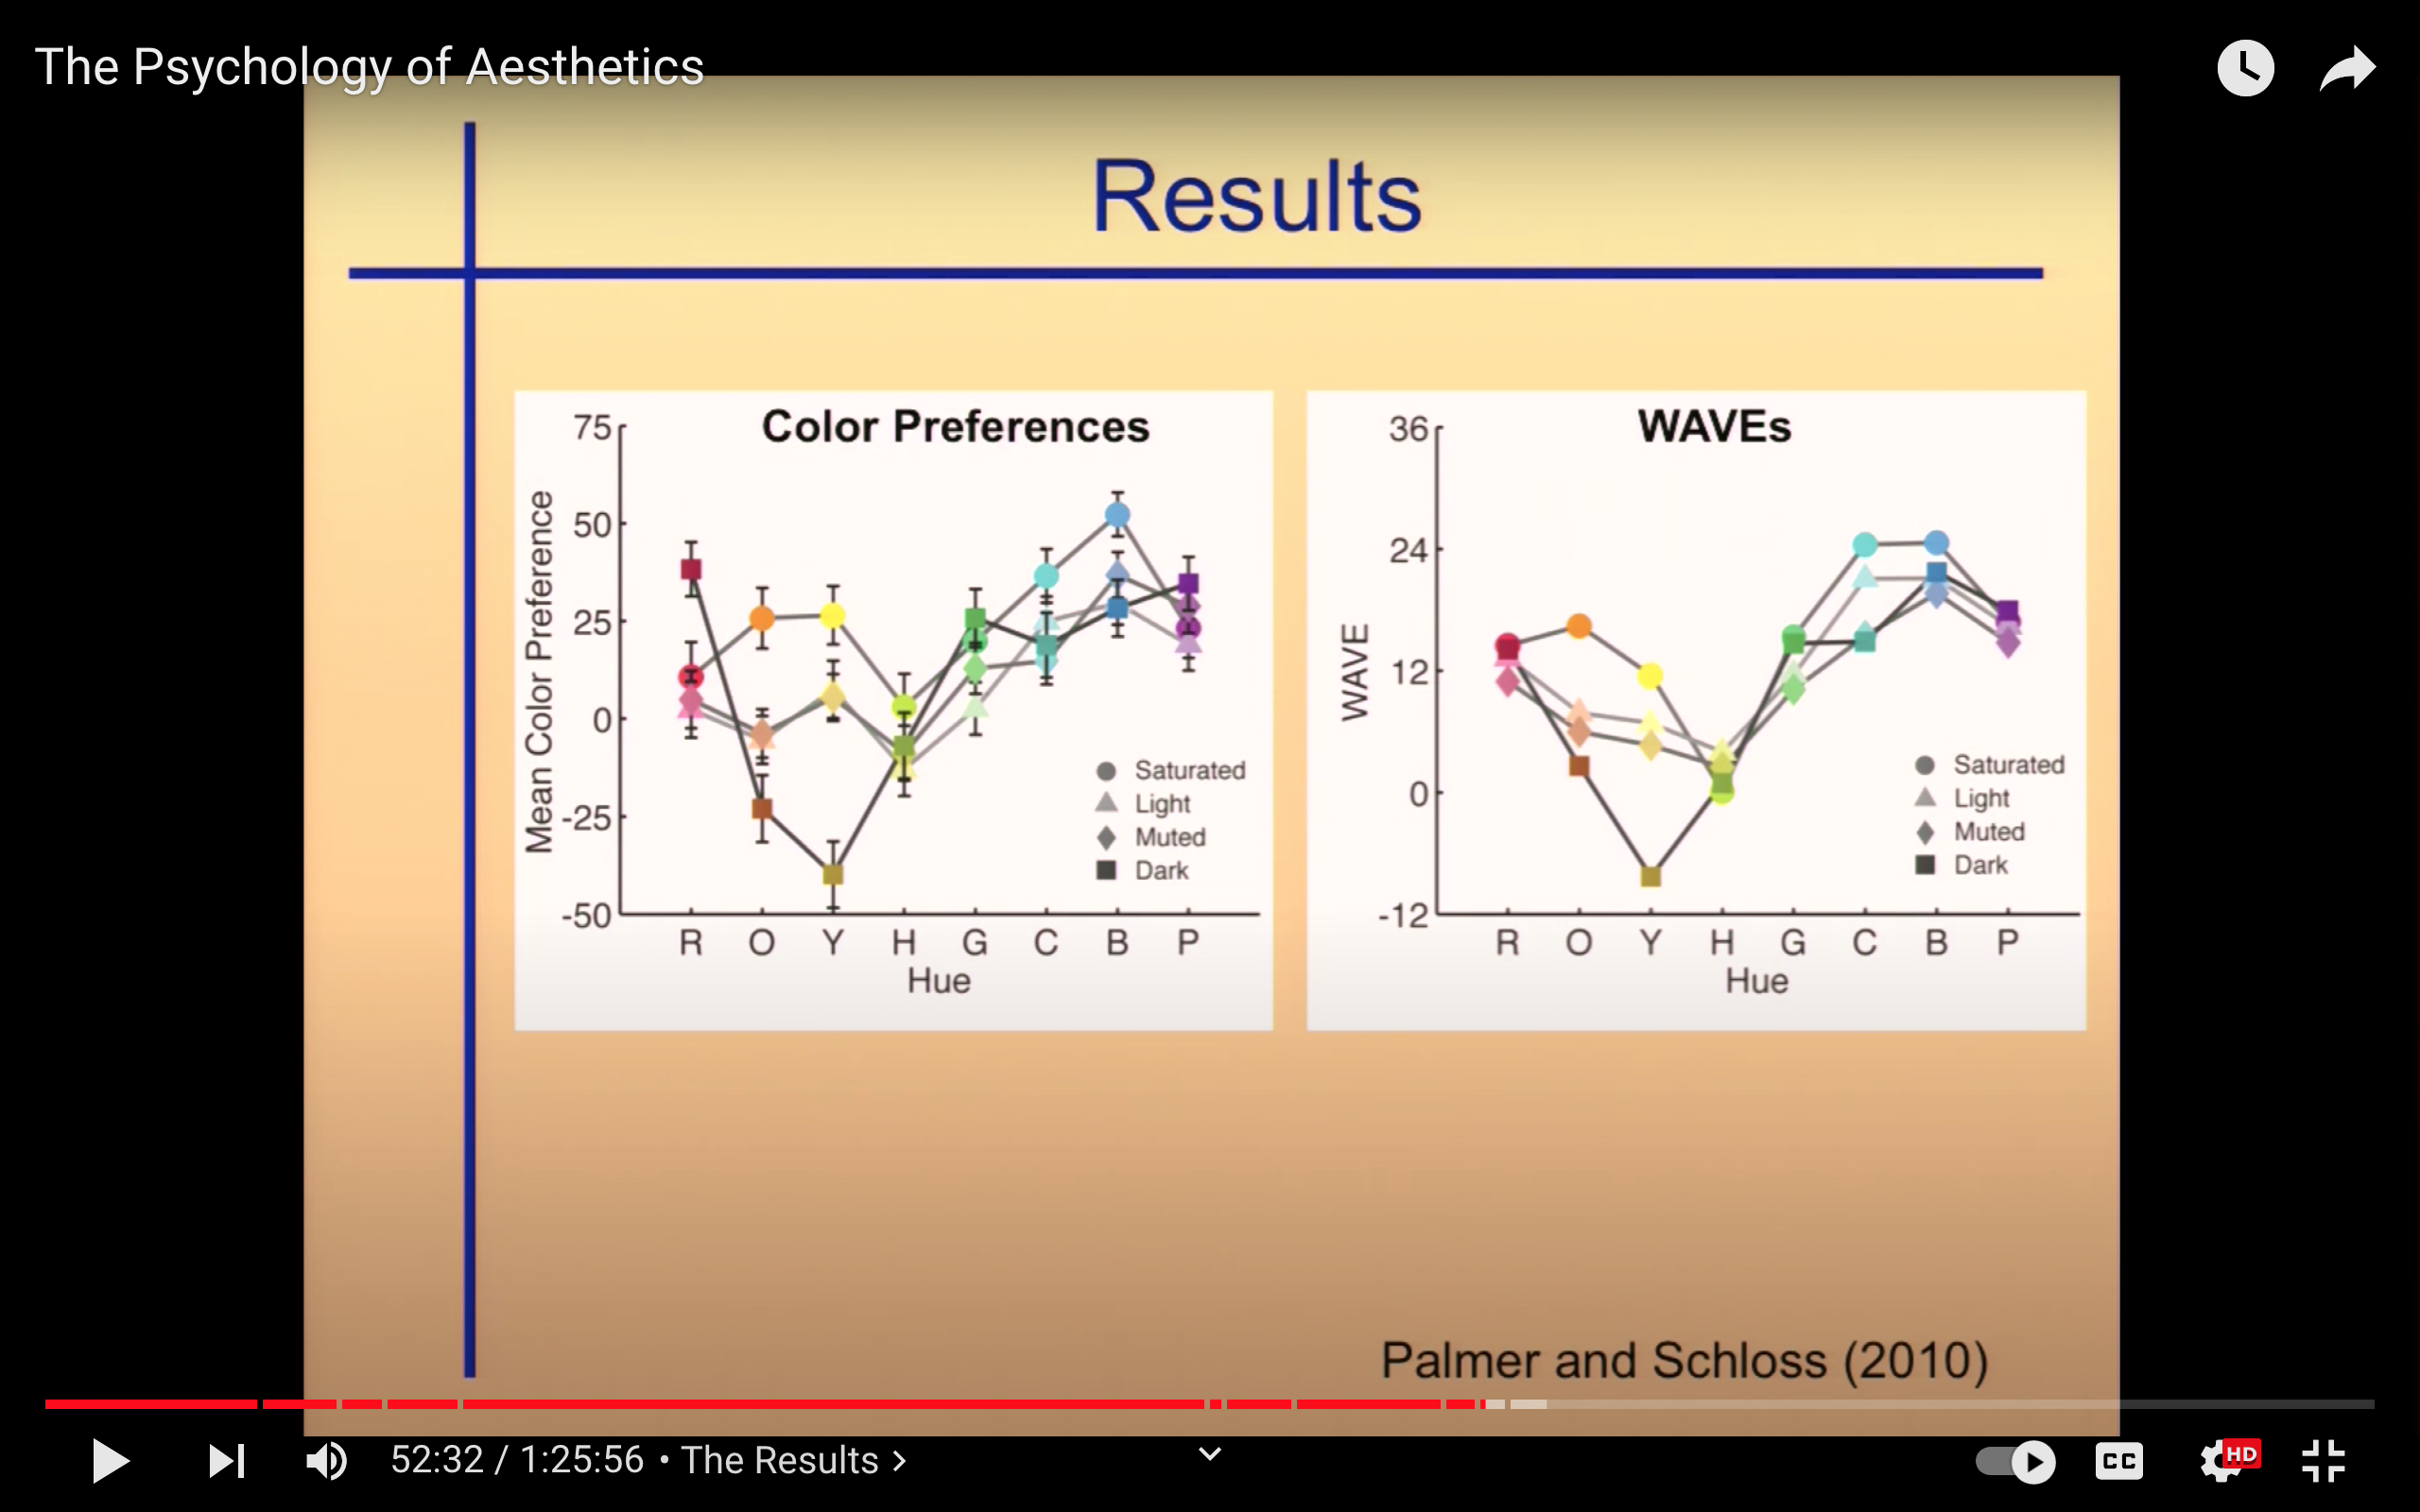 The Psychology of Aesthetics
Results
Color Preferences
75
50
25
0
-25
-50
Mean Color Preference
Saturated
Light
Muted
Dark
R O Y H G C B P
Hue
WAVEs
36
24
12
0
-12
WAVE
Saturated
Light
Muted
Dark
R O Y H G C B P
Hue
Palmer and Schloss (2010)
52:32 / 1:25:56 • The Results >
CC
HD